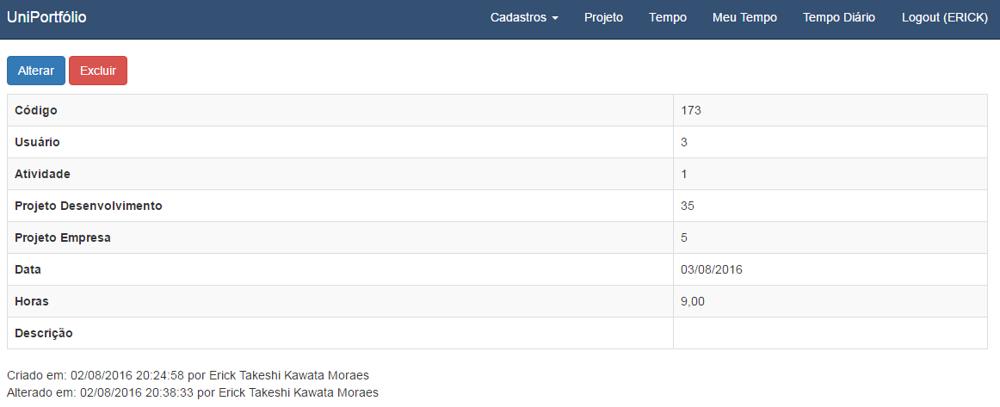 UniPortfólio Cadastros Projeto Tempo Meu Tempo Tempo Diário Logout (ERICK)
Alterar Excluir
Código 173
Usuário 3
Atividade 1
Projeto Desenvolvimento 35
Projeto Empresa 5
Data 03/08/2016
Horas 9,00
Descrição
Criado em: 02/08/2016 20:24:58 por Erick Takeshi Kawata Moraes
Alterado em: 02/08/2016 20:38:33 por Erick Takeshi Kawata Moraes